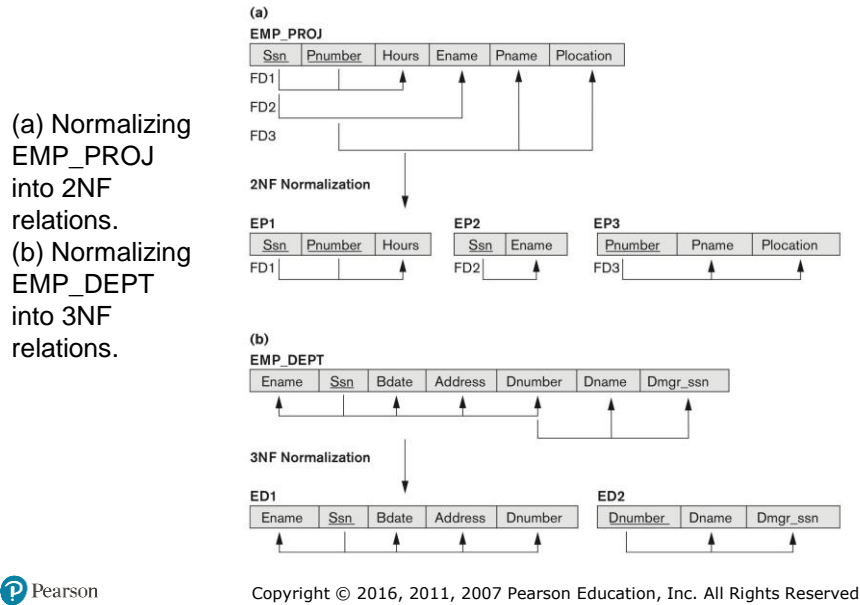 (a) Normalizing
EMP_PROJ
into 2NF
relations.
(b) Normalizing
EMP_DEPT
into 3NF
relations.
(a)
EMP_PROJ
Ssn Pnumber Hours Ename Pname Plocation
FD1
FD2
FD3
2NF Normalization
EP1 EP2 EP3
Ssn Pnumber Hours Ssn Ename Pnumber Pname Plocation
FD1 FD2 FD3
(b)
EMP_DEPT
Ename Ssn Bdate Address Dnumber Dname Dmgr_ssn
3NF Normalization
ED1 ED2
Ename Ssn Bdate Address Dnumber Dnumber Dname Dmgr_ssn
P Pearson
Copyright © 2016, 2011, 2007 Pearson Education, Inc. All Rights Reserved